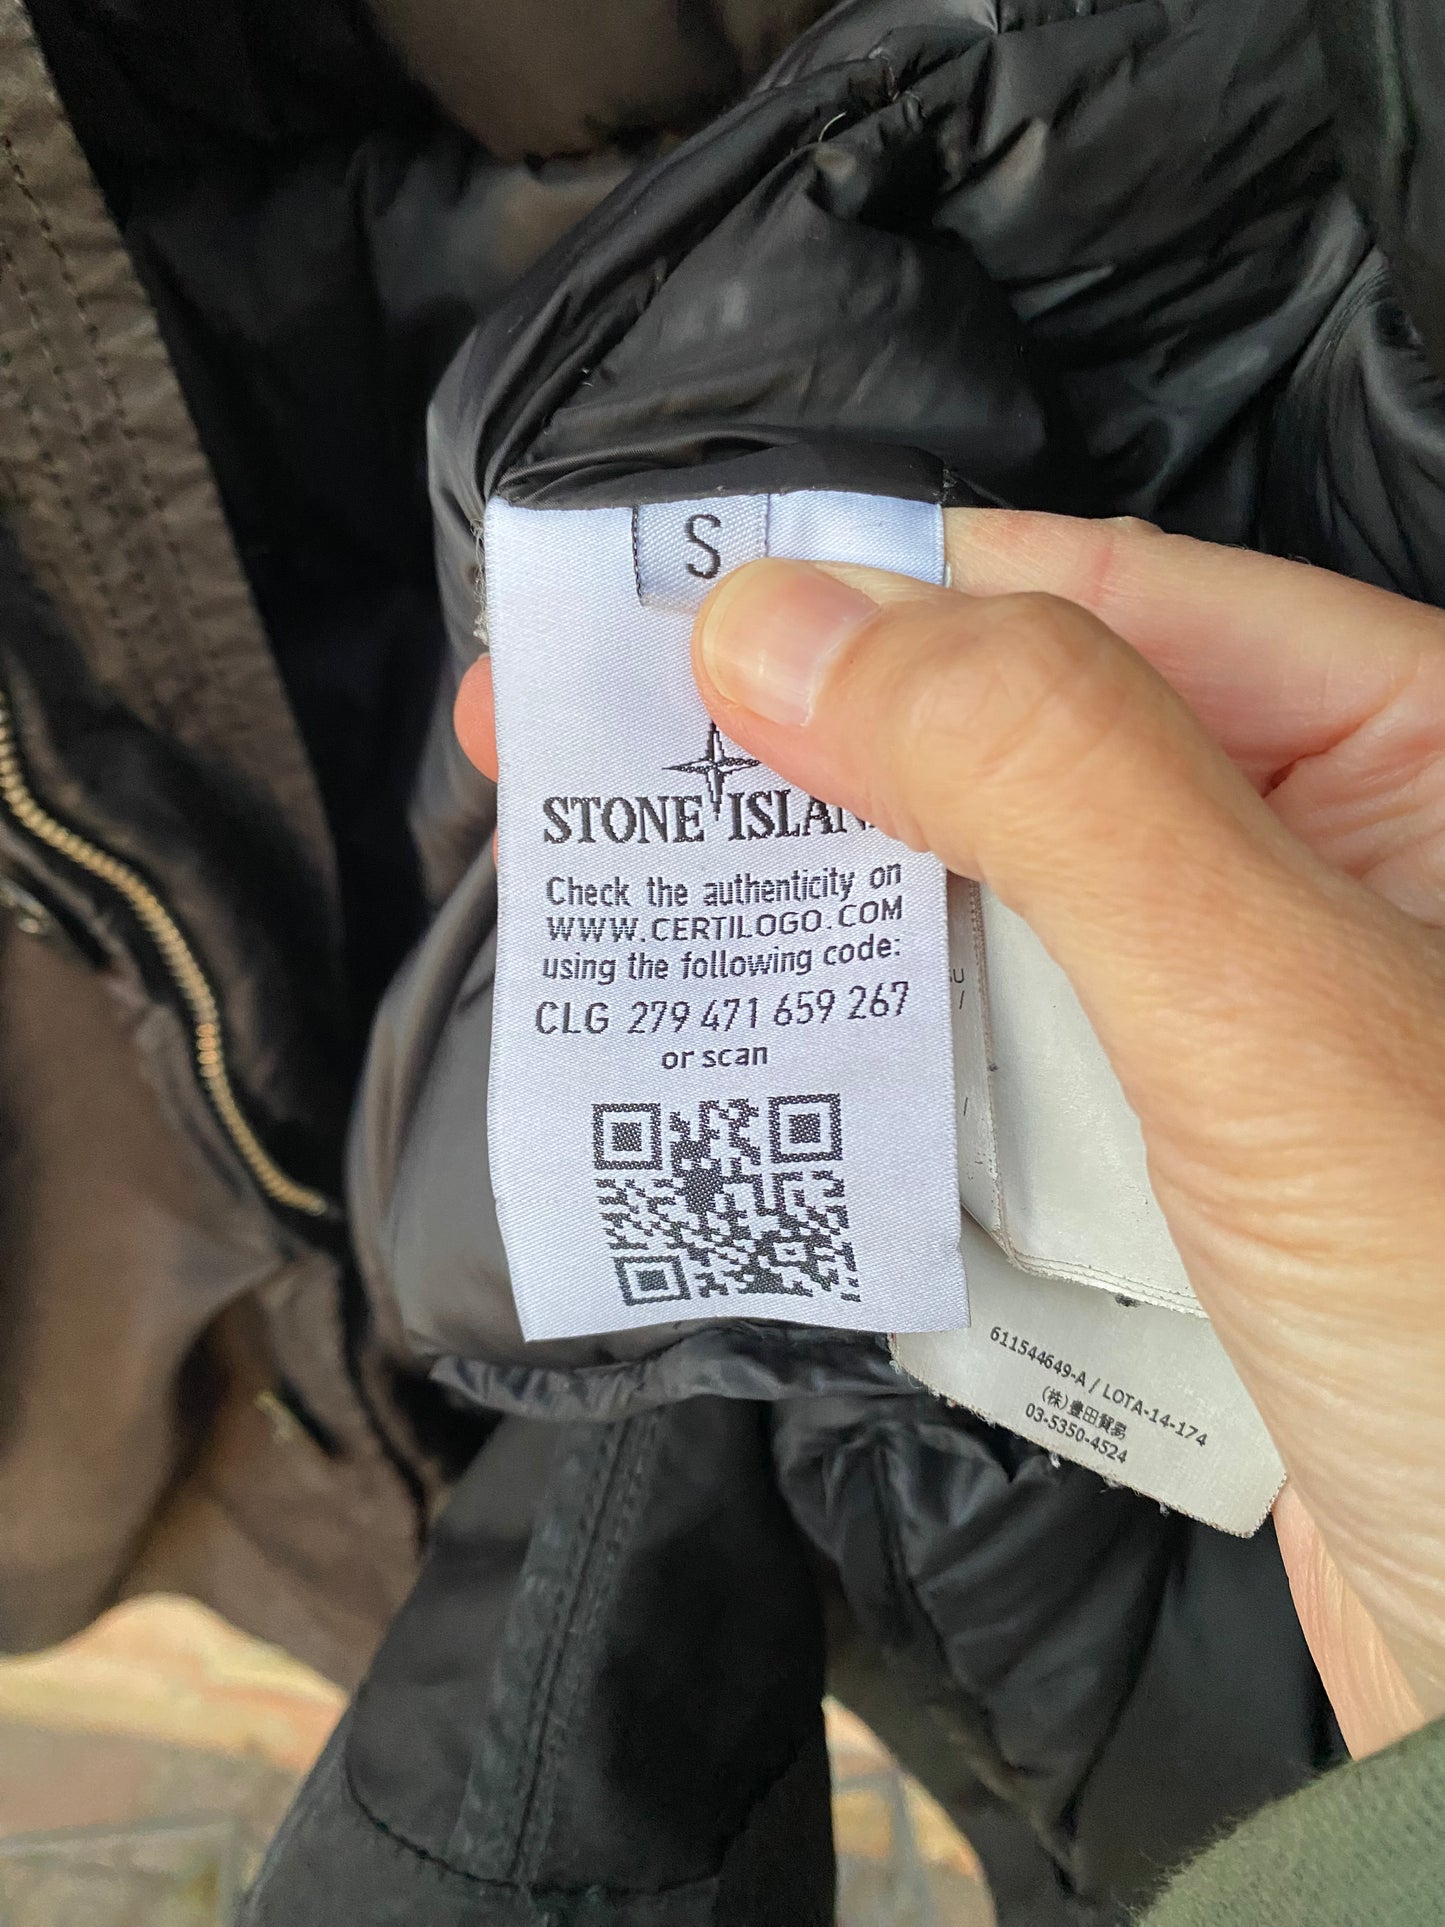 S
STONE ISLAN
Check the authenticity on
WWW.CERTILOGO.COM
using the following code:
CLG 279 471 659 267
or scan
611544649-A / LOTA-14-174
(株)豊田貿易
03-5350-4524